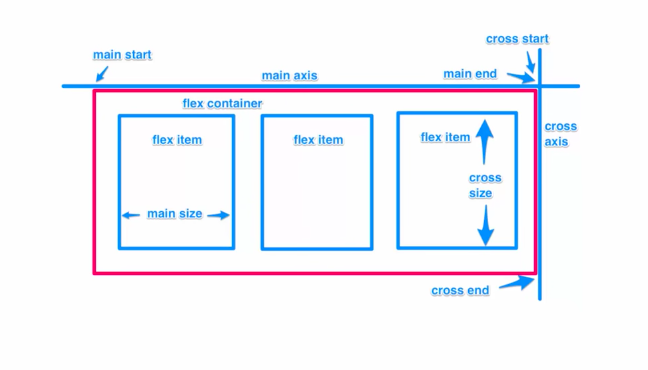 cross start
main start
main axis
main end
flex container
cross
axis
flex item
flex item
flex item
cross
size
main size
cross end